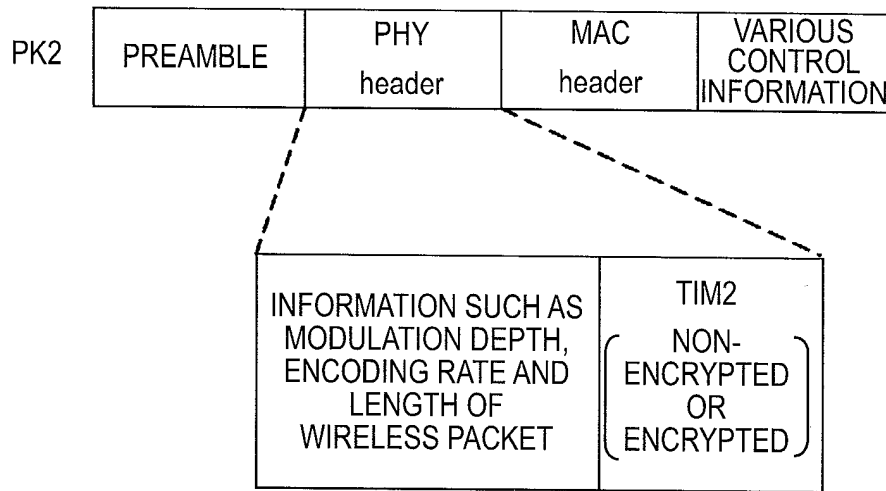 PK2
PREAMBLE
PHY
header
MAC
header
VARIOUS
CONTROL
INFORMATION
INFORMATION SUCH AS
MODULATION DEPTH,
ENCODING RATE AND
LENGTH OF
WIRELESS PACKET
TIM2
NON-
ENCRYPTED
OR
ENCRYPTED